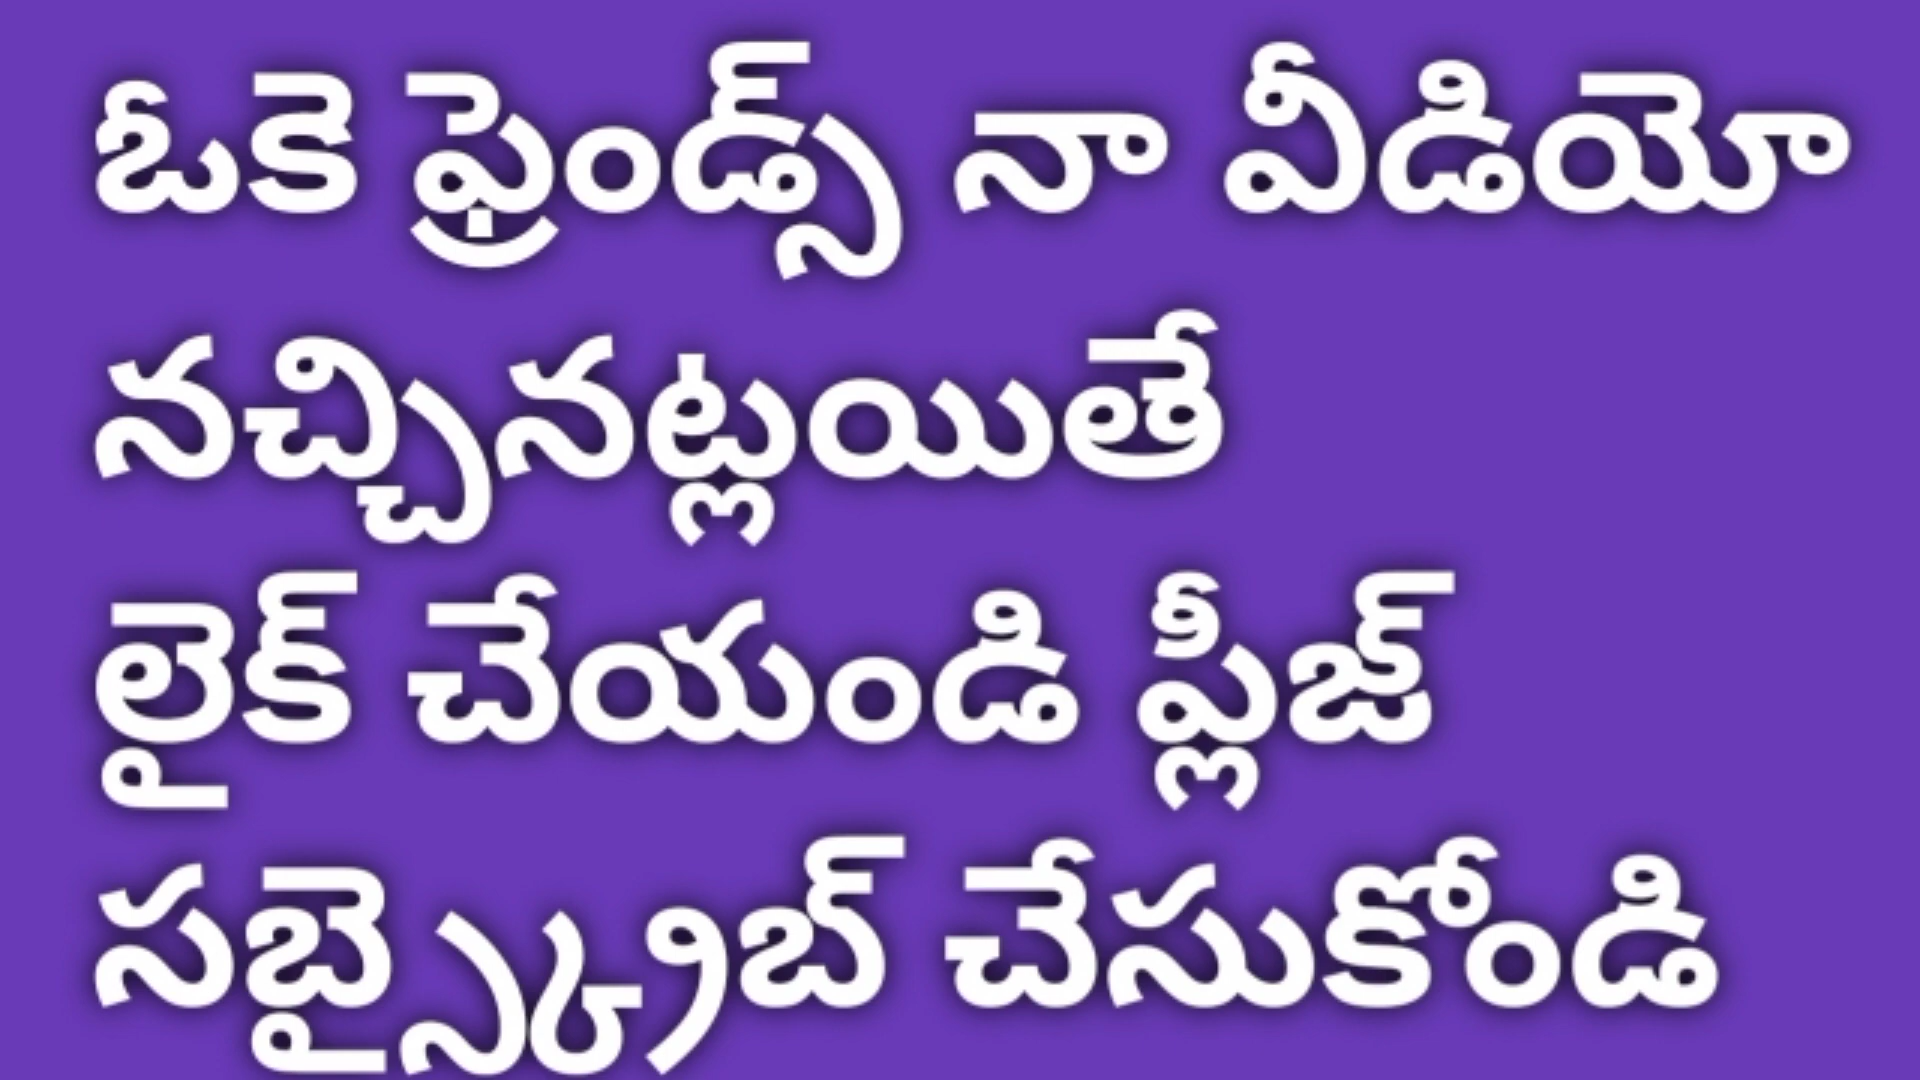 ఓకె ఫ్రెండ్స్ నా వీడియో
నచ్చినట్లయితే
లైక్ చేయండి ప్లీజ్
సబ్స్క్రైబ్ చేసుకోండి